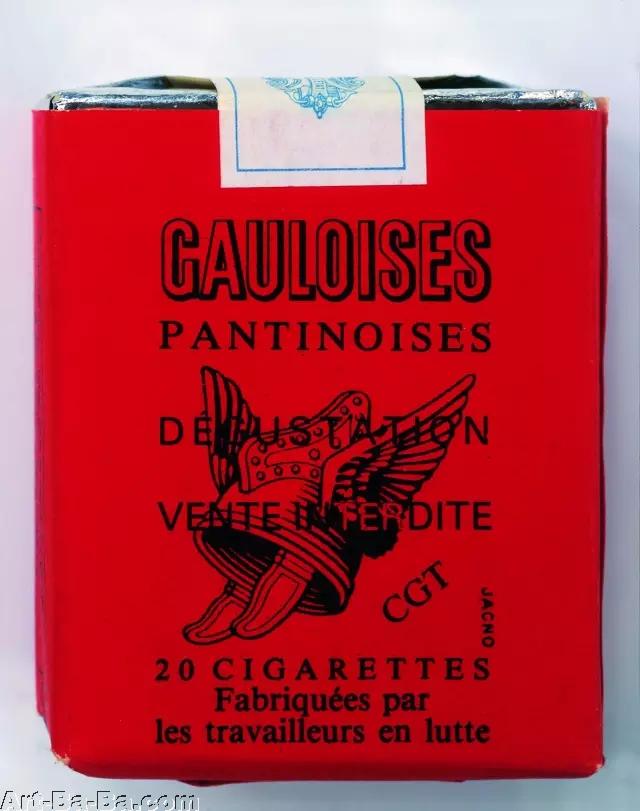 GAULOISES
PANTINOISES
DÉGUSTATION
VENTE INTERDITE
CGT
JACNO
20 CIGARETTES
Fabriquées par
les travailleurs en lutte
Art-Ba-Ba.com